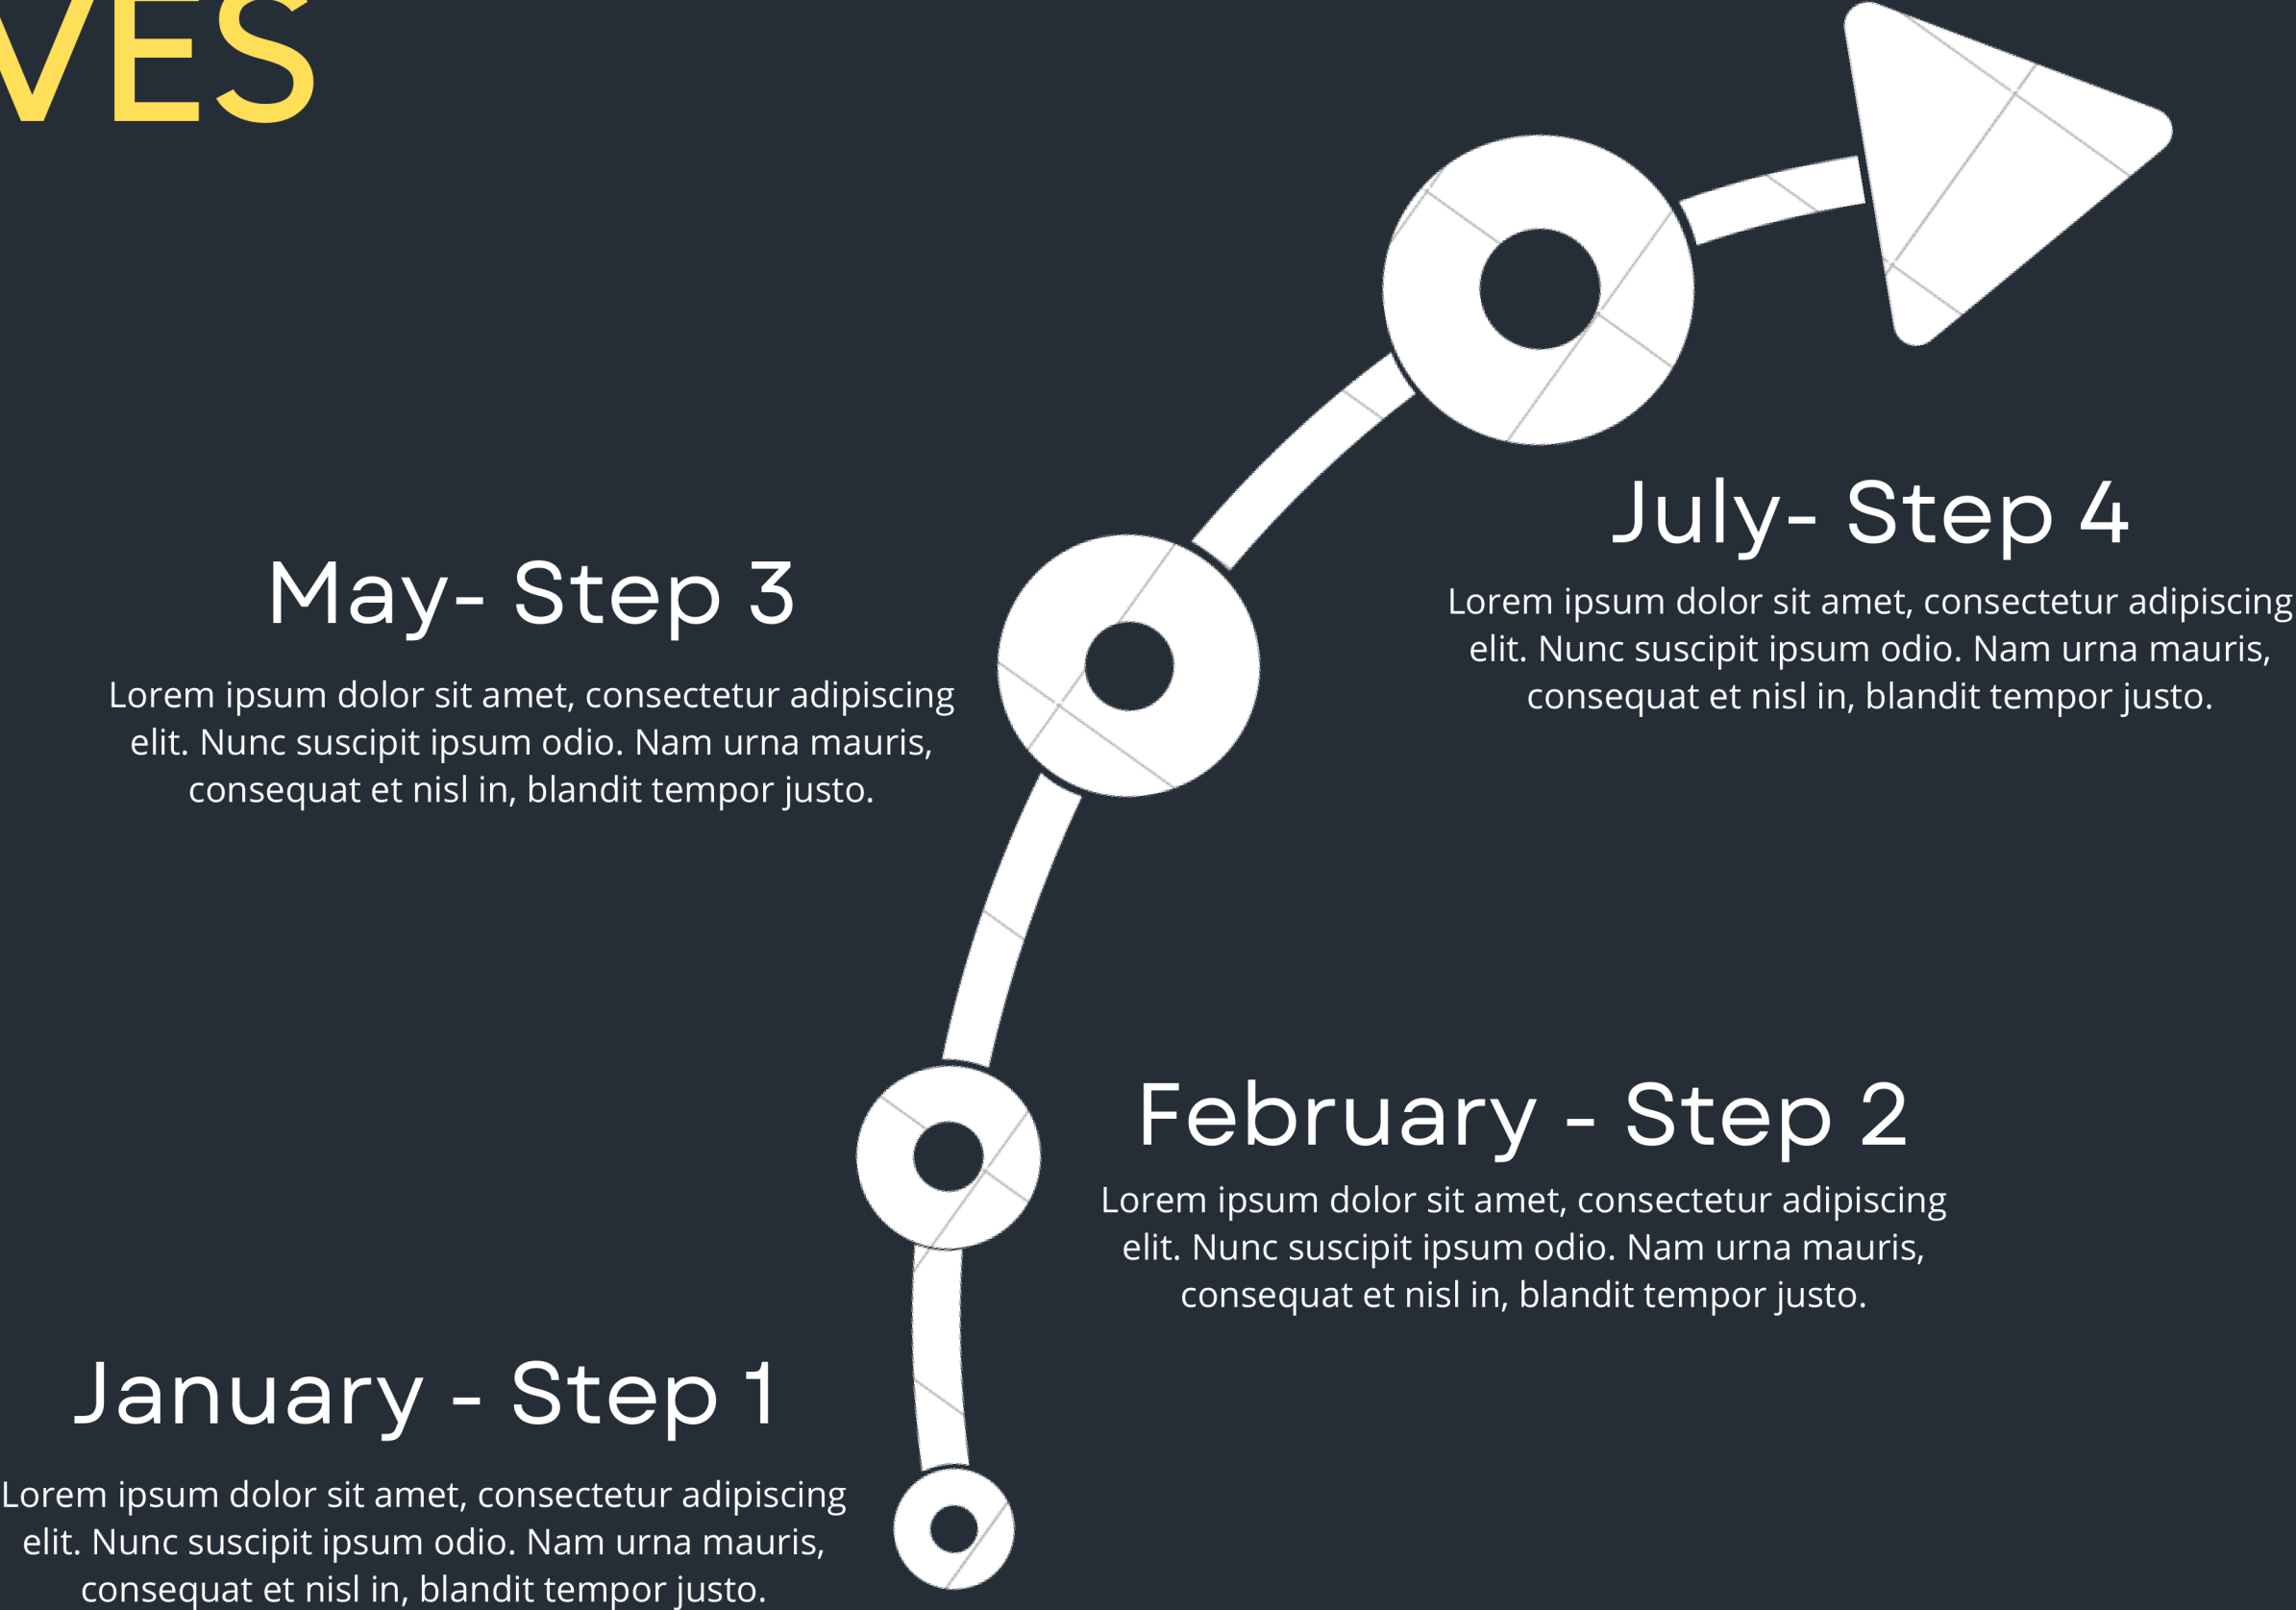 VES
July- Step 4
Lorem ipsum dolor sit amet, consectetur adipiscing
elit. Nunc suscipit ipsum odio. Nam urna mauris,
consequat et nisl in, blandit tempor justo.
May- Step 3
Lorem ipsum dolor sit amet, consectetur adipiscing
elit. Nunc suscipit ipsum odio. Nam urna mauris,
consequat et nisl in, blandit tempor justo.
February - Step 2
Lorem ipsum dolor sit amet, consectetur adipiscing
elit. Nunc suscipit ipsum odio. Nam urna mauris,
consequat et nisl in, blandit tempor justo.
January - Step 1
Lorem ipsum dolor sit amet, consectetur adipiscing
elit. Nunc suscipit ipsum odio. Nam urna mauris,
consequat et nisl in, blandit tempor justo.